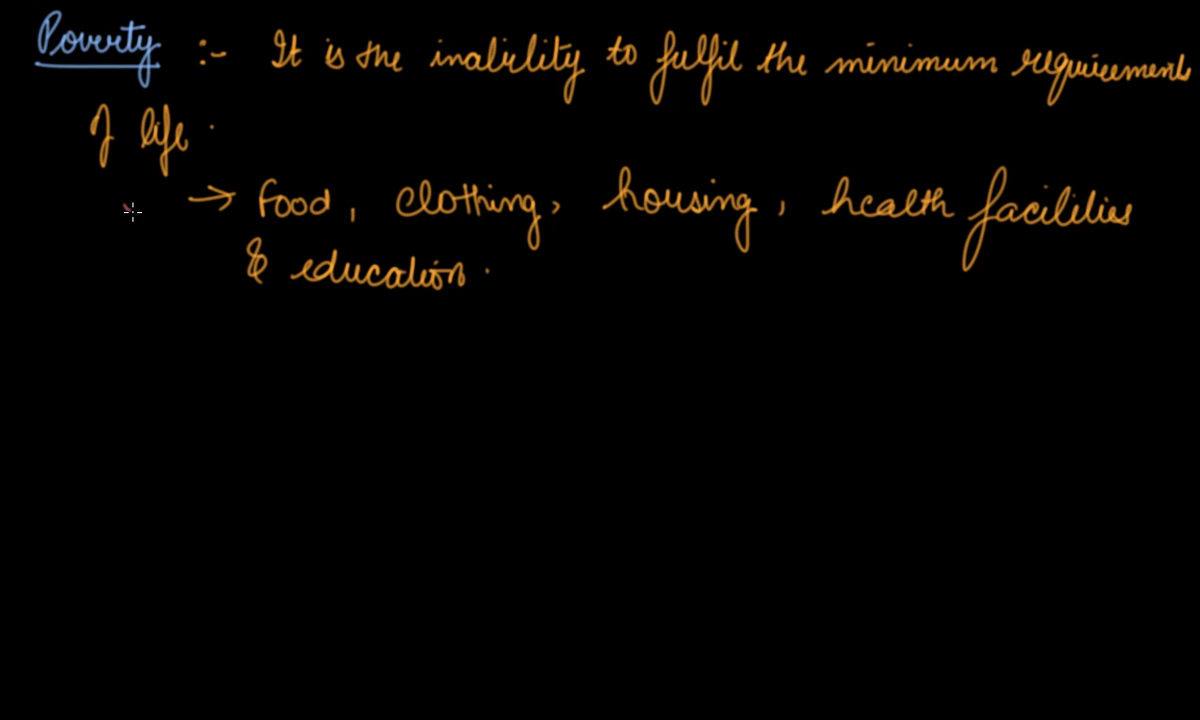 Poverty :- It is the inability to fulfil the minimum requirements
of life.
→ Food, clothing, housing, health facilities
& education.